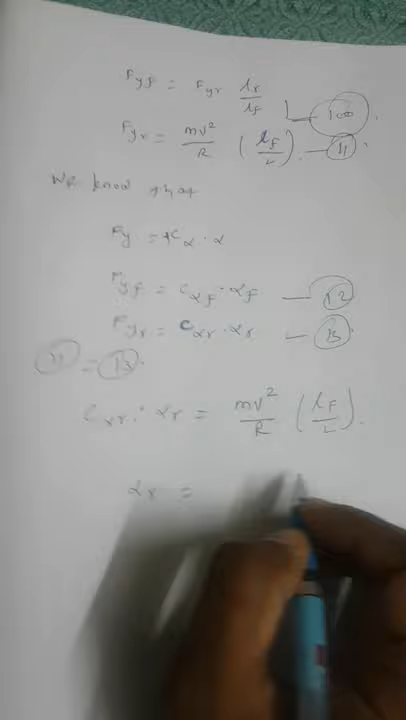 Fyf = Fyr lr/lf
Fyr = mv²/R (lf/L). — 11.
We know that
Fy = Cα · α
Fyf = Cαf · αf — 12
Fyr = Cαr · αr — 13
11 = 13.
Cαr · αr = mv²/R (lf/L).
αr =